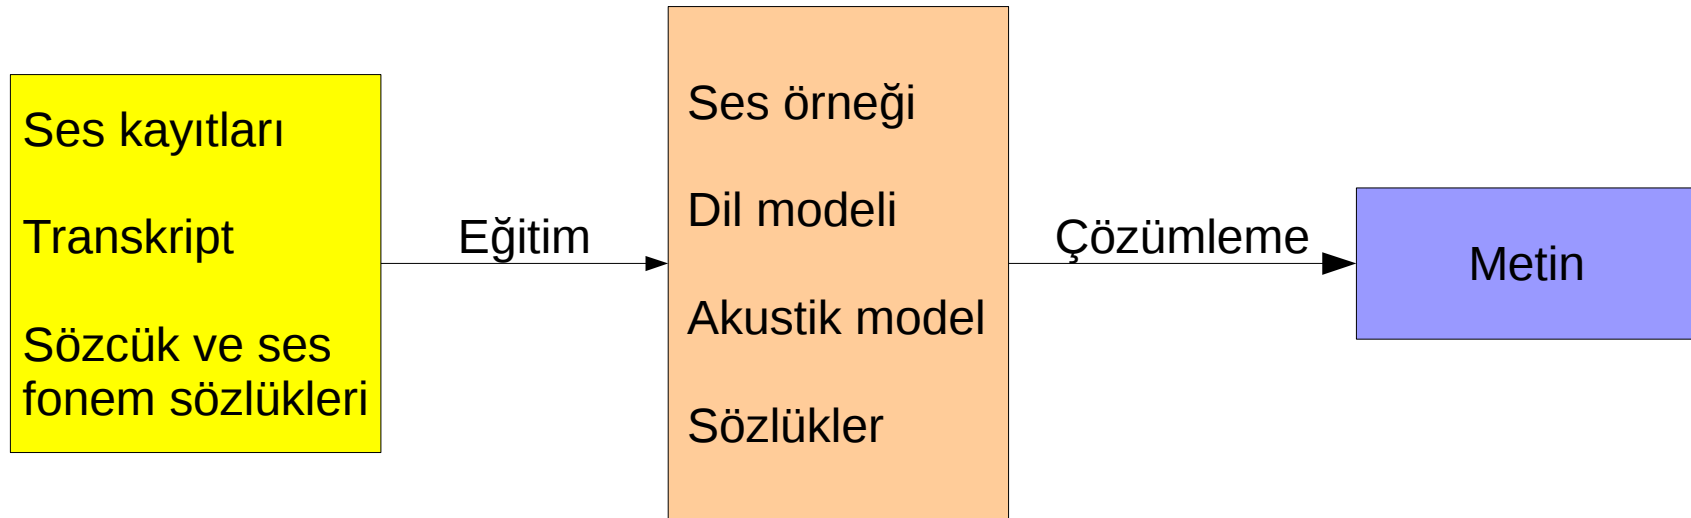 Ses kayıtları
Transkript
Sözcük ve ses
fonem sözlükleri
Eğitim
Ses örneği
Dil modeli
Akustik model
Sözlükler
Çözümleme
Metin